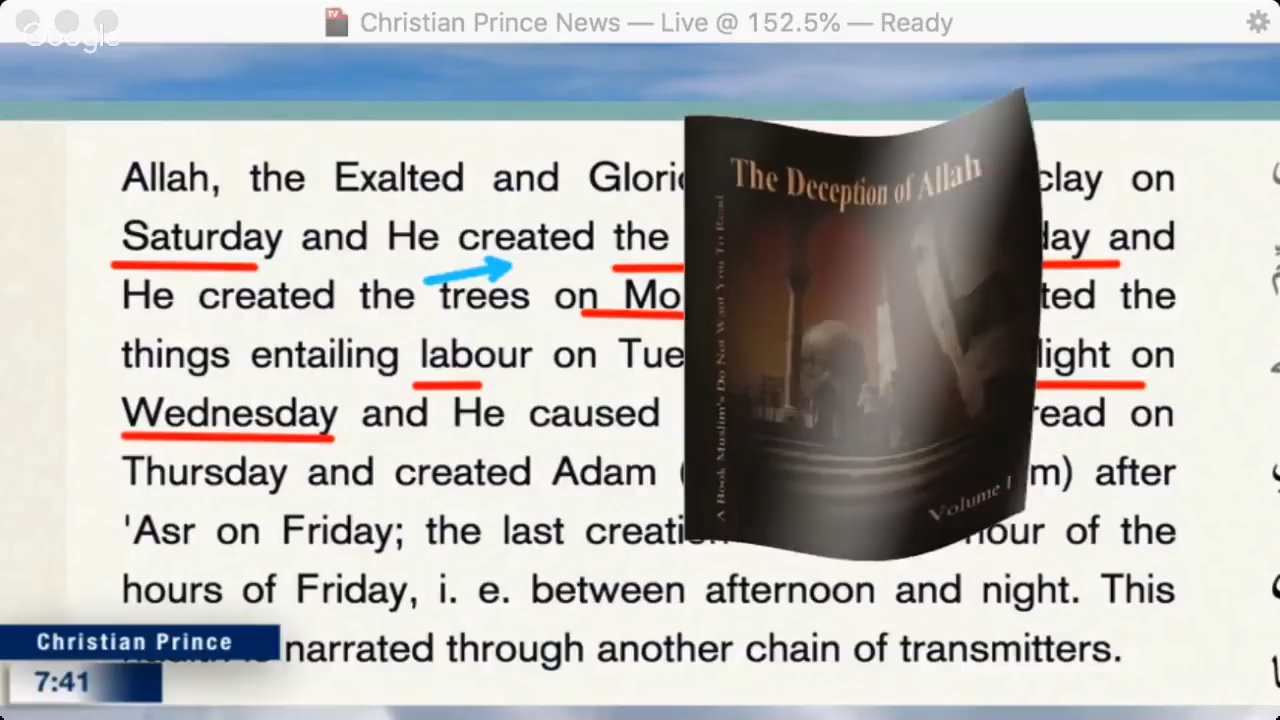 Google
Christian Prince News — Live @ 152.5% — Ready
TV
Allah, the Exalted and Glori clay on
Saturday and He created the day and
He created the trees on Mo ted the
things entailing labour on Tue light on
Wednesday and He caused read on
Thursday and created Adam ( m) after
'Asr on Friday; the last creati hour of the
hours of Friday, i. e. between afternoon and night. This
narrated through another chain of transmitters.
The Deception of Allah
A Book Muslim's Do Not Want You To Read
Volume I
Christian Prince
7:41